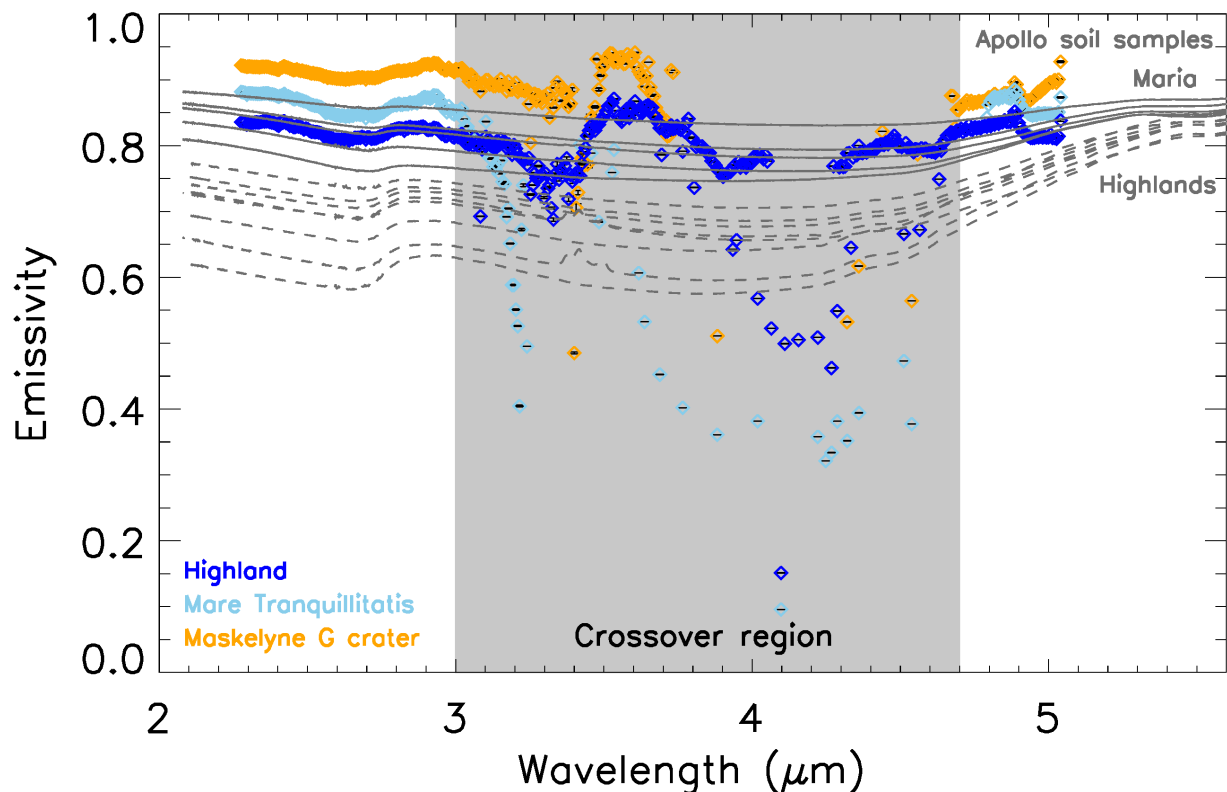 1.0
Apollo soil samples
Maria
0.8
Highlands
0.6
Emissivity
0.4
0.2
Highland
Mare Tranquillitatis
Maskelyne G crater
Crossover region
0.0
2
3
4
5
Wavelength (μm)